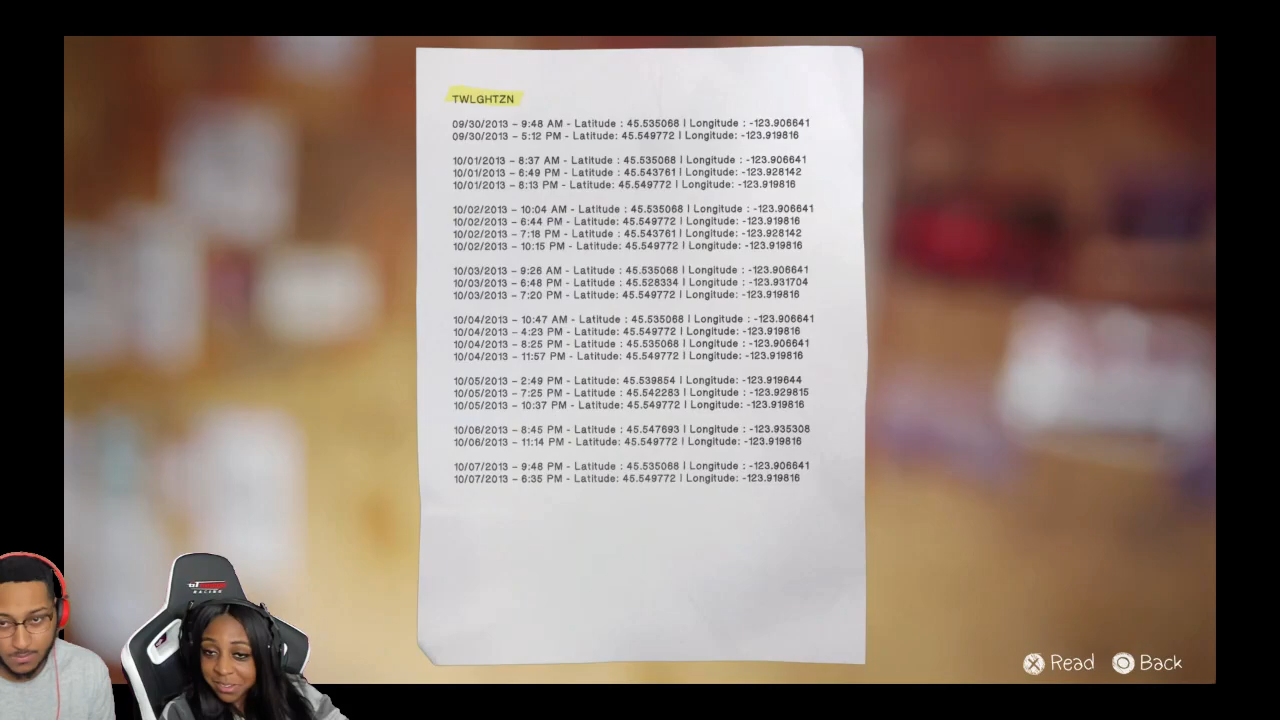 TWLGHTZN
09/30/2013 - 9:48 AM - Latitude : 45.535068 | Longitude : -123.906641
09/30/2013 - 5:12 PM - Latitude: 45.549772 | Longitude: -123.919816
10/01/2013 - 8:37 AM - Latitude : 45.535068 | Longitude : -123.906641
10/01/2013 - 6:49 PM - Latitude : 45.543761 | Longitude : -123.928142
10/01/2013 - 8:13 PM - Latitude: 45.549772 | Longitude: -123.919816
10/02/2013 - 10:04 AM - Latitude : 45.535068 | Longitude : -123.906641
10/02/2013 - 6:44 PM - Latitude: 45.549772 | Longitude: -123.919816
10/02/2013 - 7:18 PM - Latitude : 45.543761 | Longitude : -123.928142
10/02/2013 - 10:15 PM - Latitude: 45.549772 | Longitude: -123.919816
10/03/2013 - 9:26 AM - Latitude : 45.535068 | Longitude : -123.906641
10/03/2013 - 6:48 PM - Latitude : 45.528334 | Longitude : -123.931704
10/03/2013 - 7:20 PM - Latitude: 45.549772 | Longitude: -123.919816
10/04/2013 - 10:47 AM - Latitude : 45.535068 | Longitude : -123.906641
10/04/2013 - 4:23 PM - Latitude: 45.549772 | Longitude: -123.919816
10/04/2013 - 8:25 PM - Latitude : 45.535068 | Longitude : -123.906641
10/04/2013 - 11:57 PM - Latitude: 45.549772 | Longitude: -123.919816
10/05/2013 - 2:49 PM - Latitude: 45.539854 | Longitude: -123.919644
10/05/2013 - 7:25 PM - Latitude : 45.542283 | Longitude : -123.929815
10/05/2013 - 10:37 PM - Latitude: 45.549772 | Longitude: -123.919816
10/06/2013 - 8:45 PM - Latitude : 45.547693 | Longitude : -123.935308
10/06/2013 - 11:14 PM - Latitude: 45.549772 | Longitude: -123.919816
10/07/2013 - 9:48 PM - Latitude : 45.535068 | Longitude : -123.906641
10/07/2013 - 6:35 PM - Latitude: 45.549772 | Longitude: -123.919816
Read Back
RACING